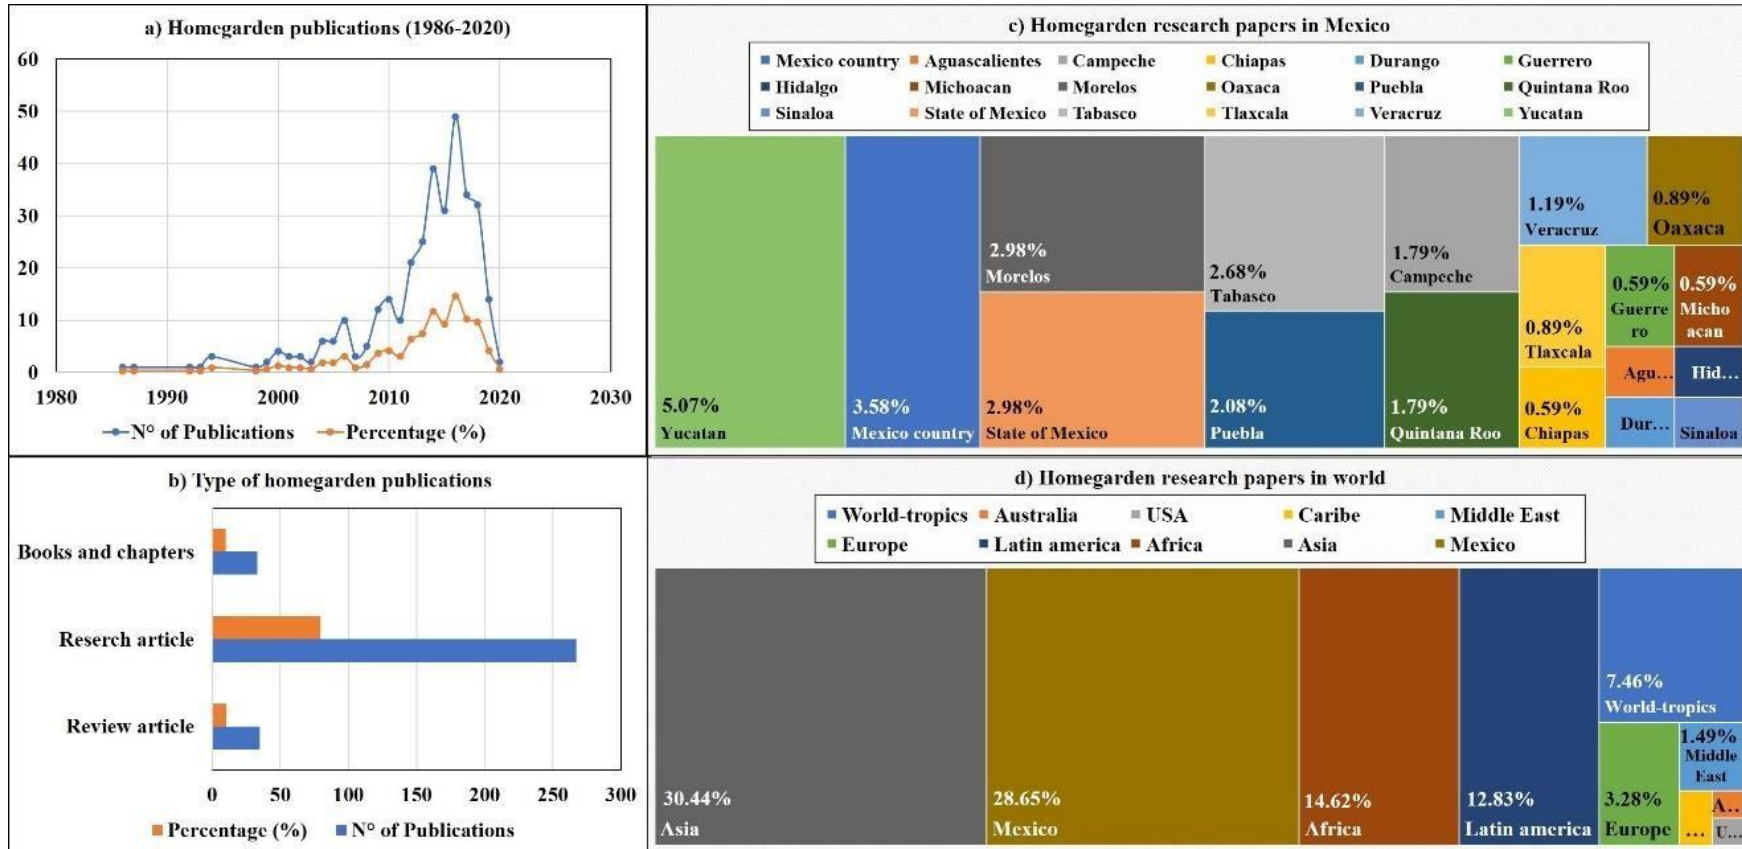 a) Homegarden publications (1986-2020)
60
50
40
30
20
10
0
1980 1990 2000 2010 2020 2030
N° of Publications Percentage (%)
b) Type of homegarden publications
Books and chapters
Reserch article
Review article
0 50 100 150 200 250 300
Percentage (%) N° of Publications
c) Homegarden research papers in Mexico
Mexico country Aguascalientes Campeche Chiapas Durango Guerrero
Hidalgo Michoacan Morelos Oaxaca Puebla Quintana Roo
Sinaloa State of Mexico Tabasco Tlaxcala Veracruz Yucatan
5.07%
Yucatan
3.58%
Mexico country
2.98%
Morelos
2.98%
State of Mexico
2.68%
Tabasco
2.08%
Puebla
1.79%
Campeche
1.79%
Quintana Roo
1.19%
Veracruz
0.89%
Oaxaca
0.89%
Tlaxcala
0.59%
Chiapas
0.59%
Guerre
ro
0.59%
Micho
acan
Agu...
Hid...
Dur...
Sinaloa
d) Homegarden research papers in world
World-tropics Australia USA Caribe Middle East
Europe Latin america Africa Asia Mexico
30.44%
Asia
28.65%
Mexico
14.62%
Africa
12.83%
Latin america
7.46%
World-tropics
3.28%
Europe
1.49%
Middle
East
...
A...
U...